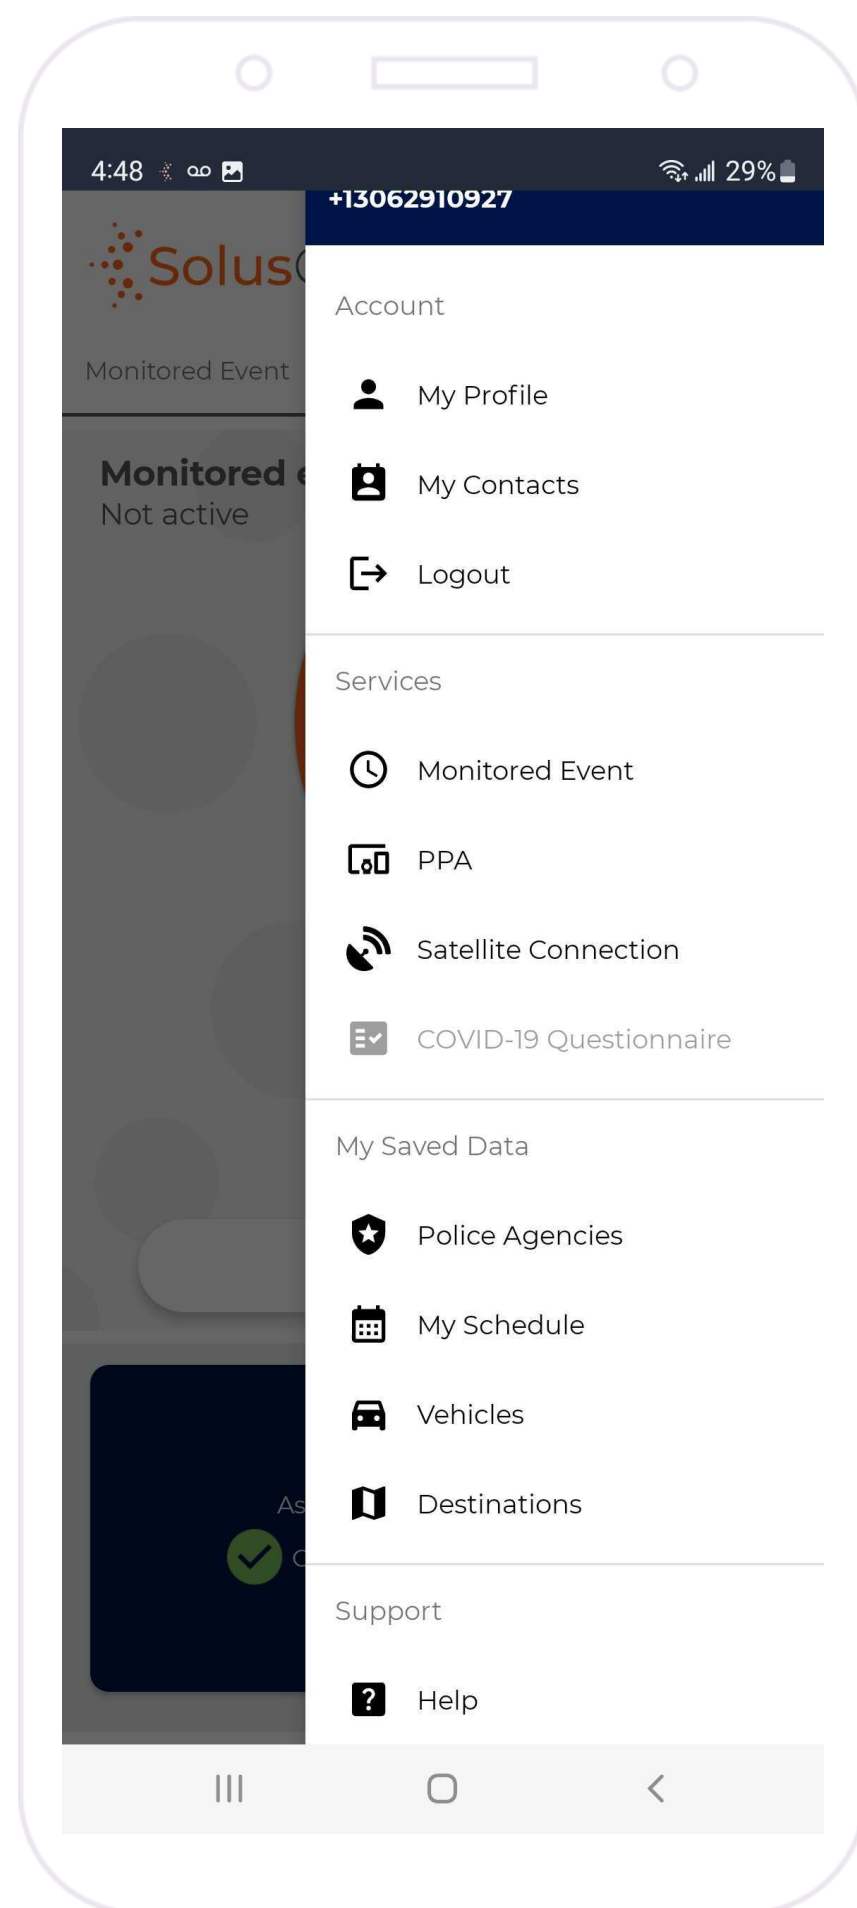 4:48
29%
+13062910927
Solus
Monitored Event
Monitored
Not active
As
Account
My Profile
My Contacts
Logout
Services
Monitored Event
PPA
Satellite Connection
COVID-19 Questionnaire
My Saved Data
Police Agencies
My Schedule
Vehicles
Destinations
Support
Help